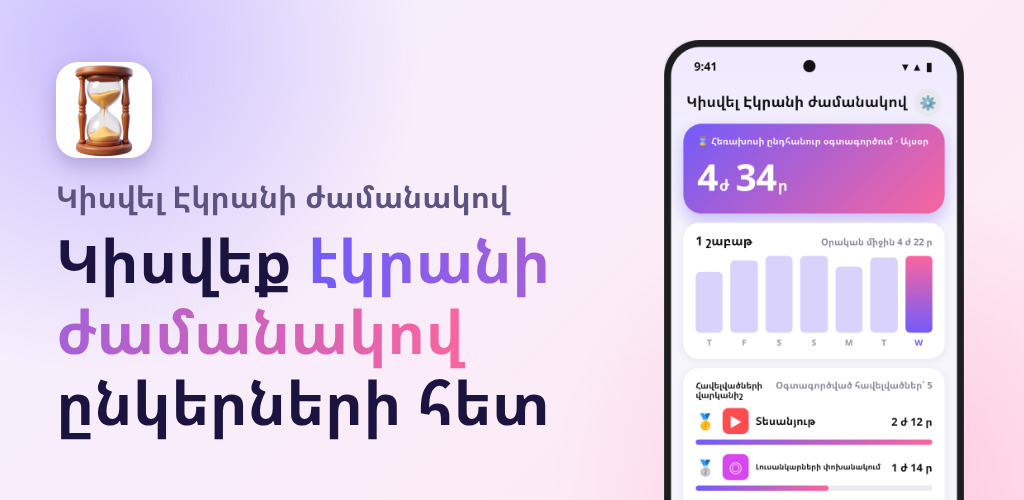 Կիսվել Էկրանի ժամանակով
Կիսվեք էկրանի
ժամանակով
ընկերների հետ
9:41
Կիսվել Էկրանի ժամանակով
Հեռախոսի ընդհանուր օգտագործում · Այսօր
4ժ 34ր
1 շաբաթ
Օրական միջին 4 ժ 22 ր
T F S S M T W
Հավելվածների վարկանիշ
Օգտագործված հավելվածներ՝ 5
Տեսանյութ 2 ժ 12 ր
Լուսանկարների փոխանակում 1 ժ 14 ր